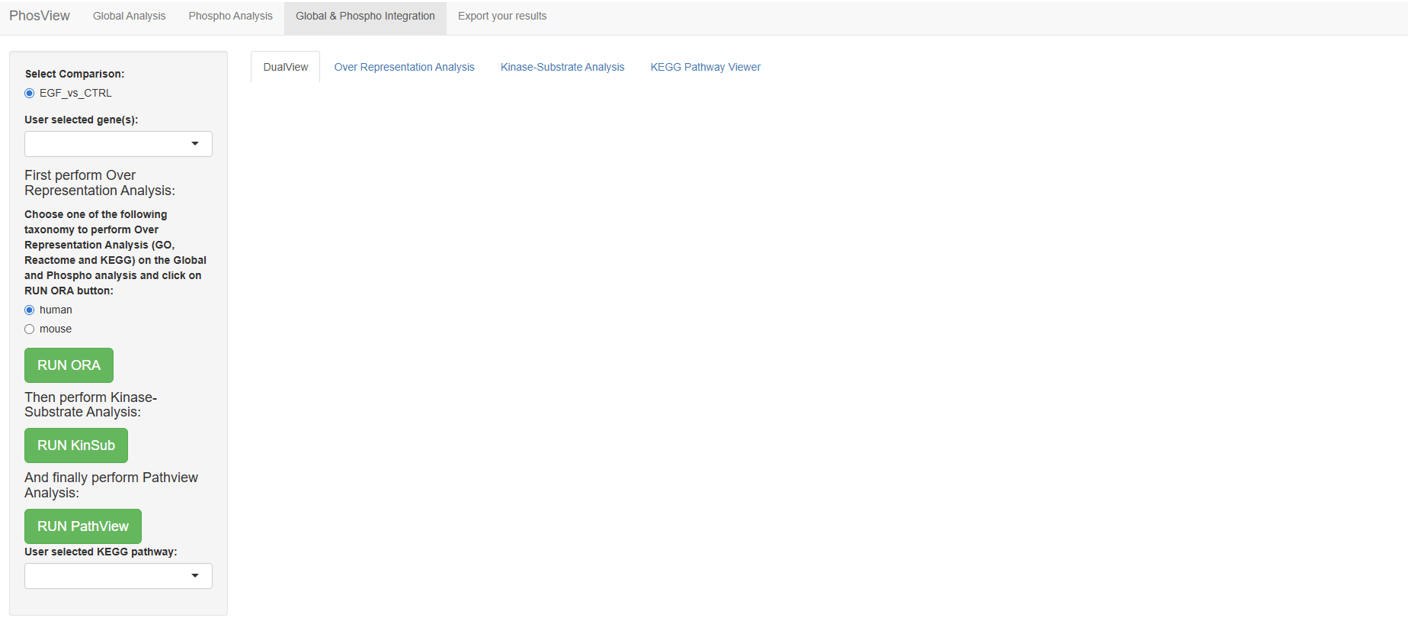 PhosView Global Analysis Phospho Analysis Global & Phospho Integration Export your results
Select Comparison:
EGF_vs_CTRL
User selected gene(s):
First perform Over
Representation Analysis:
Choose one of the following
taxonomy to perform Over
Representation Analysis (GO,
Reactome and KEGG) on the Global
and Phospho analysis and click on
RUN ORA button:
human
mouse
RUN ORA
Then perform Kinase-
Substrate Analysis:
RUN KinSub
And finally perform Pathview
Analysis:
RUN PathView
User selected KEGG pathway:
DualView Over Representation Analysis Kinase-Substrate Analysis KEGG Pathway Viewer